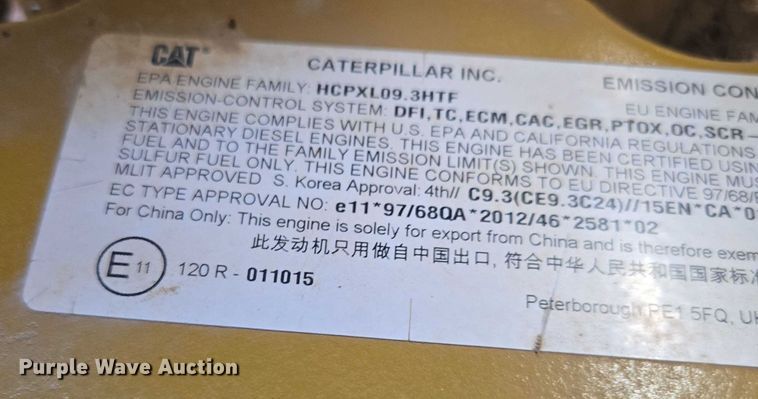 CAT
CATERPILLAR INC.
EMISSION CON
EPA ENGINE FAMILY: HCPXL09.3HTF
EU ENGINE FAM
EMISSION-CONTROL SYSTEM: DFI,TC,ECM,CAC,EGR,PTOX,OC,SCR
THIS ENGINE COMPLIES WITH U.S. EPA AND CALIFORNIA REGULATIONS
STATIONARY DIESEL ENGINES. THIS ENGINE HAS BEEN CERTIFIED USIN
FUEL AND TO THE FAMILY EMISSION LIMIT(S) SHOWN. THIS ENGINE MUS
SULFUR FUEL ONLY. THIS ENGINE CONFORMS TO EU DIRECTIVE 97/68/E
MLIT APPROVED S. Korea Approval: 4th// C9.3(CE9.3C24)//15EN*CA*0
EC TYPE APPROVAL NO: e11*97/68QA*2012/46*2581*02
For China Only: This engine is solely for export from China and is therefore exem
此发动机只用做自中国出口, 符合中华人民共和国国家标准
E 11 120 R - 011015
Peterborough PE1 5FQ, UK
Purple Wave Auction